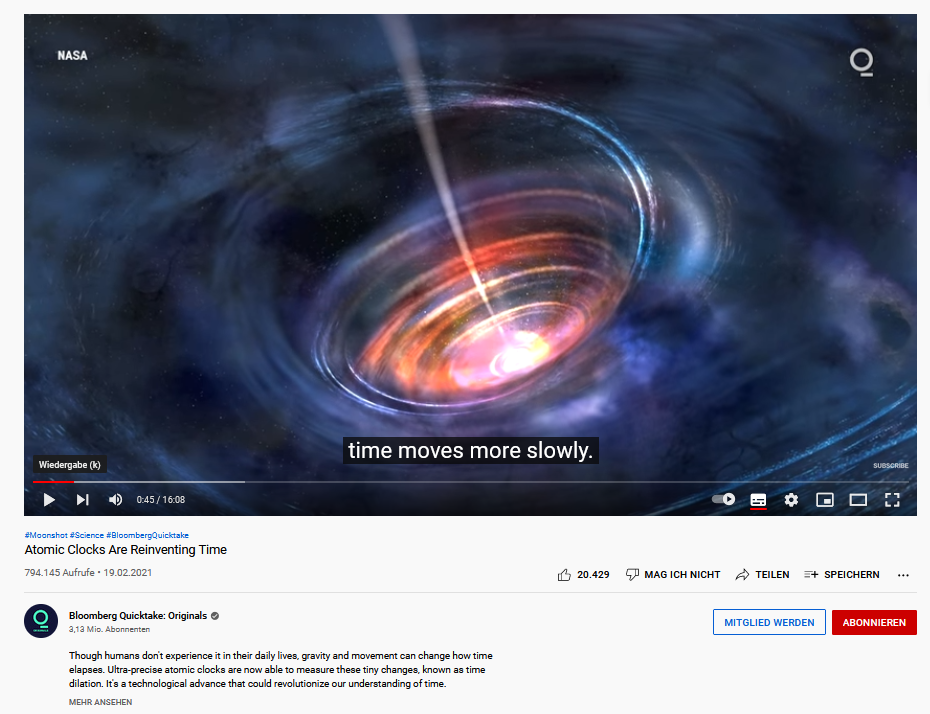 NASA
time moves more slowly.
Wiedergabe (k)
SUBSCRIBE
0:45 / 16:08
#Moonshot #Science #BloombergQuicktake
Atomic Clocks Are Reinventing Time
794.145 Aufrufe • 19.02.2021
20.429 MAG ICH NICHT TEILEN SPEICHERN
Bloomberg Quicktake: Originals
3,13 Mio. Abonnenten
MITGLIED WERDEN ABONNIEREN
Though humans don't experience it in their daily lives, gravity and movement can change how time
elapses. Ultra-precise atomic clocks are now able to measure these tiny changes, known as time
dilation. It's a technological advance that could revolutionize our understanding of time.
MEHR ANSEHEN